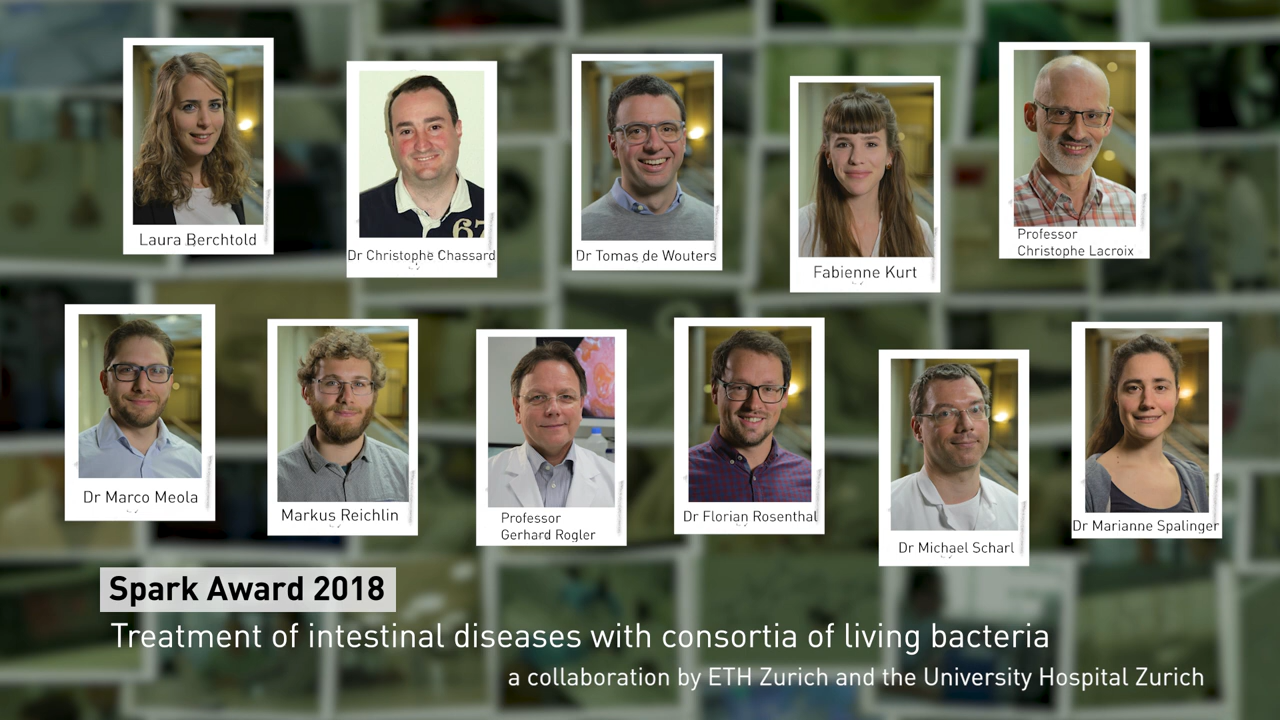 Laura Berchtold
Dr Christophe Chassard
67
Dr Tomas de Wouters
Fabienne Kurt
Professor
Christophe Lacroix
Dr Marco Meola
Markus Reichlin
Professor
Gerhard Rogler
Dr Florian Rosenthal
Dr Michael Scharl
Dr Marianne Spalinger
Spark Award 2018
Treatment of intestinal diseases with consortia of living bacteria
a collaboration by ETH Zurich and the University Hospital Zurich